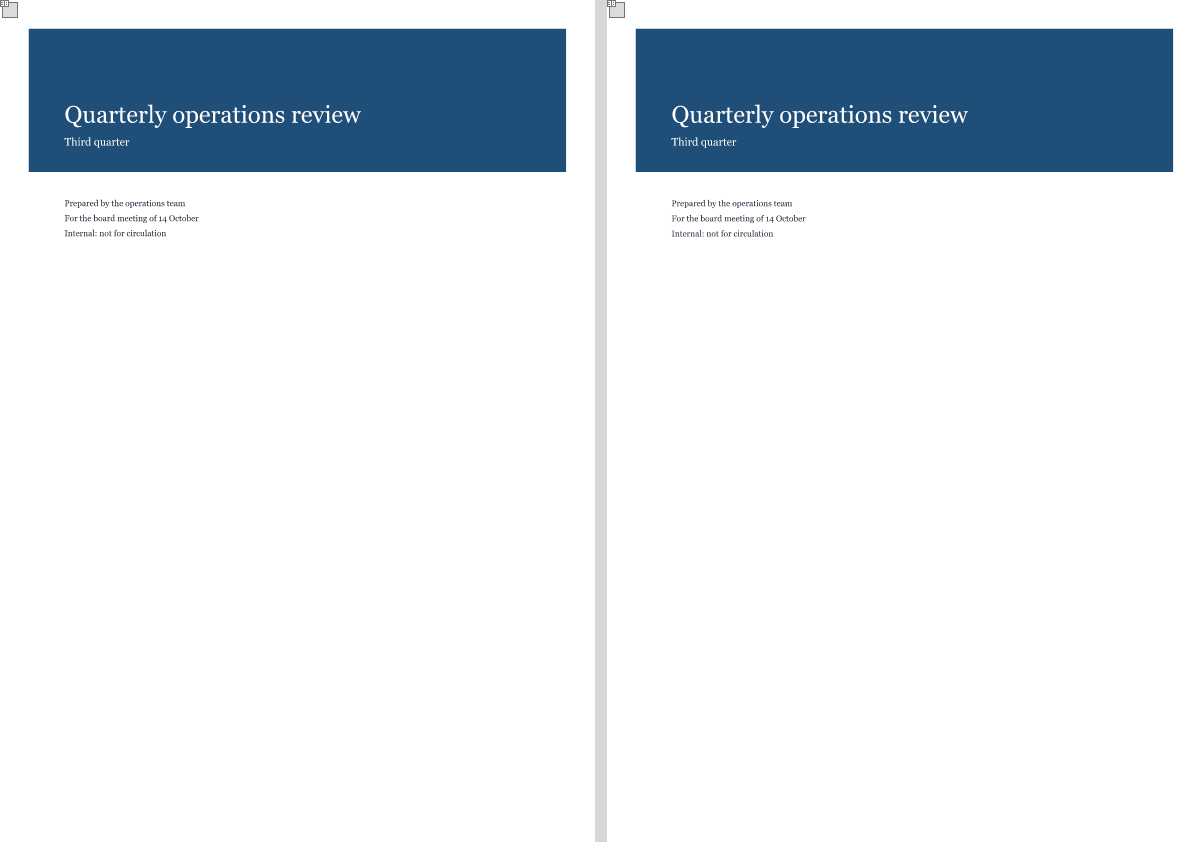 Quarterly operations review
Third quarter
Prepared by the operations team
For the board meeting of 14 October
Internal: not for circulation
Quarterly operations review
Third quarter
Prepared by the operations team
For the board meeting of 14 October
Internal: not for circulation